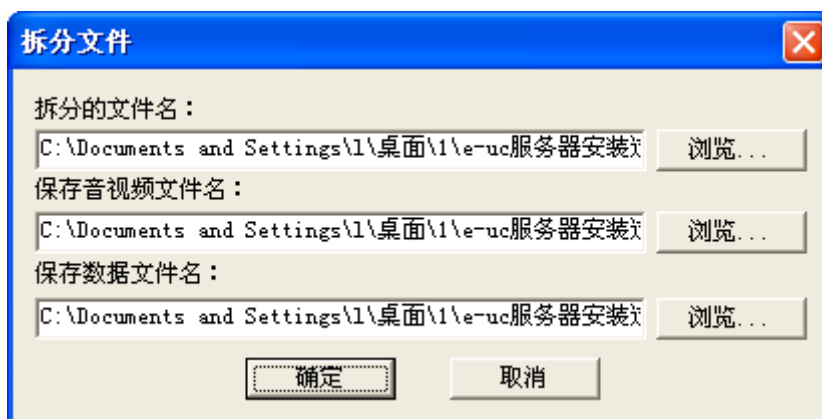 拆分文件
拆分的文件名：
C:\Documents and Settings\l\桌面\1\e-uc服务器安装 浏览...
保存音视频文件名：
C:\Documents and Settings\l\桌面\1\e-uc服务器安装 浏览...
保存数据文件名：
C:\Documents and Settings\l\桌面\1\e-uc服务器安装 浏览...
确定 取消